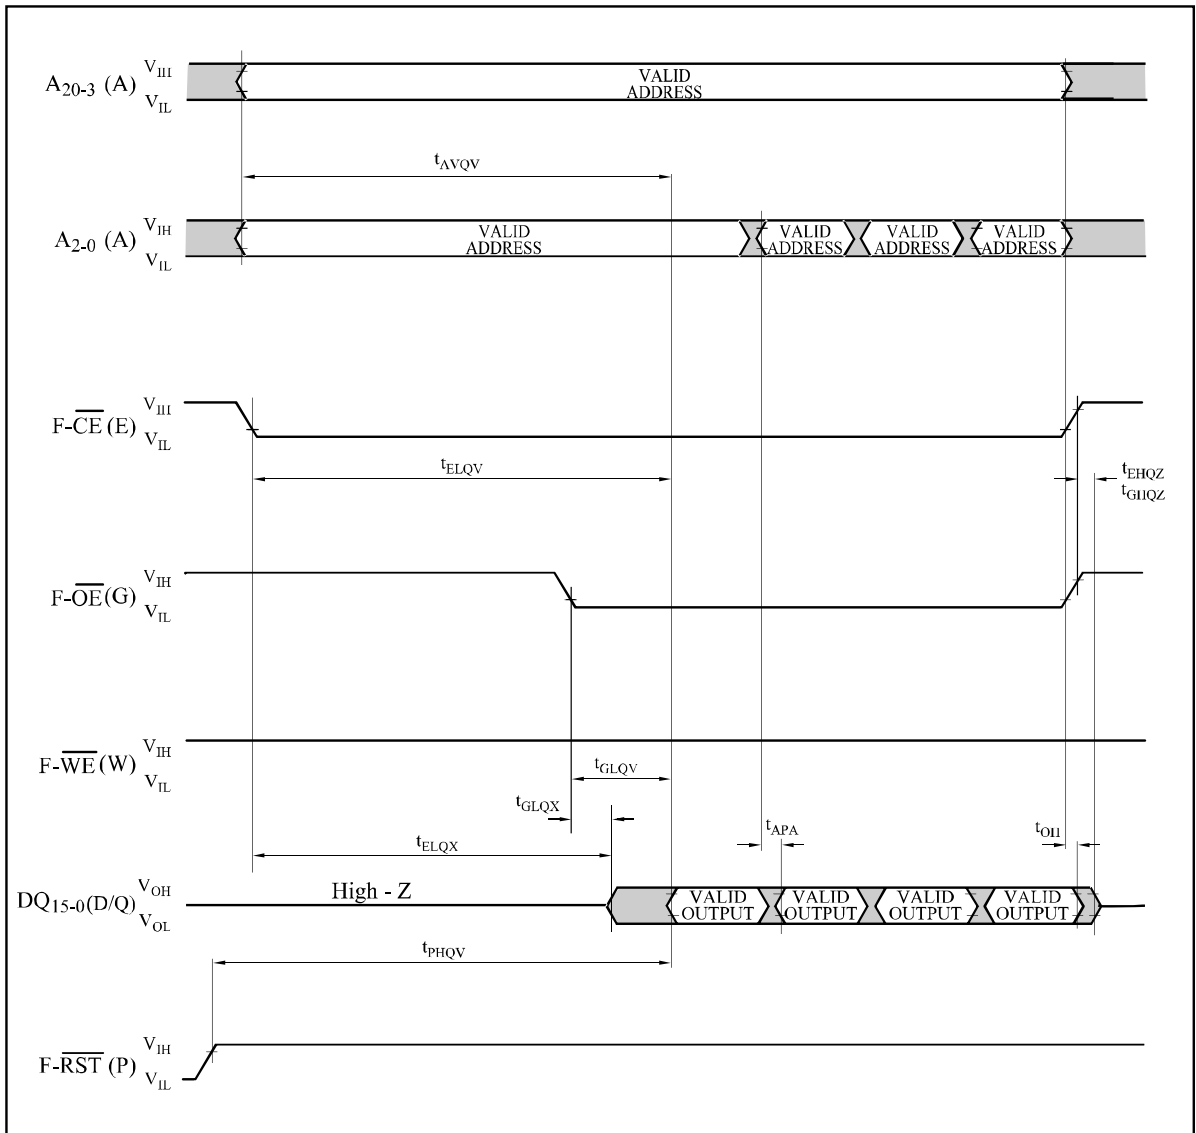 A20-3 (A)
VIH
VIL
VALID
ADDRESS
tAVQV
A2-0 (A)
VIH
VIL
VALID
ADDRESS
VALID
ADDRESS
VALID
ADDRESS
VALID
ADDRESS
F-CE (E)
VIH
VIL
tELQV
tEHQZ
tGHQZ
F-OE (G)
VIH
VIL
F-WE (W)
VIH
VIL
tGLQV
tGLQX
tAPA
tOH
tELQX
DQ15-0 (D/Q)
VOH
VOL
High - Z
VALID
OUTPUT
VALID
OUTPUT
VALID
OUTPUT
VALID
OUTPUT
tPHQV
F-RST (P)
VIH
VIL